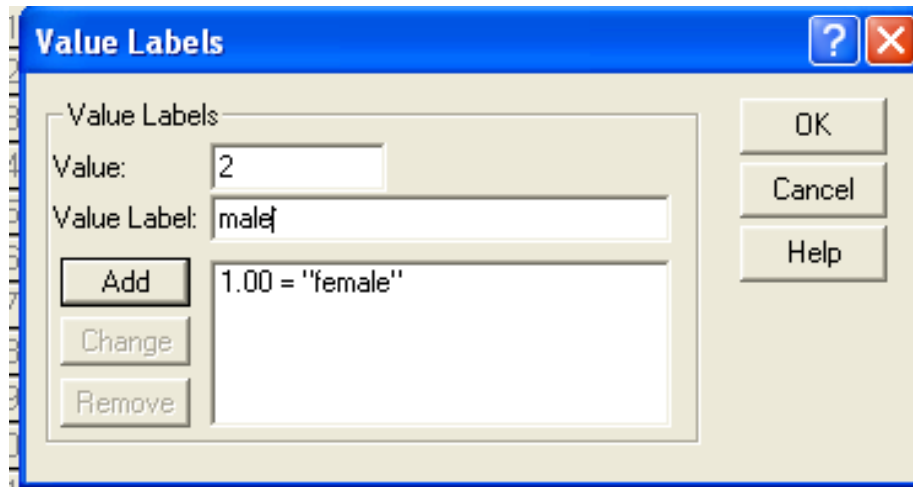 Value Labels
Value Labels
Value: 2
Value Label: male
Add
1.00 = "female"
Change
Remove
OK
Cancel
Help